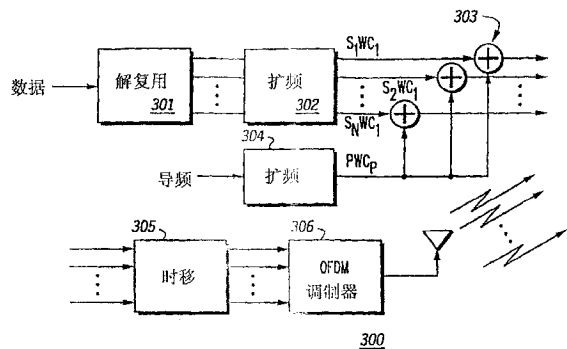 303
S₁WC₁
数据
解复用
301
扩频
302
S₂WC₁
SₙWC₁
304
导频
扩频
PWCₚ
305
时移
306
OFDM
调制器
300